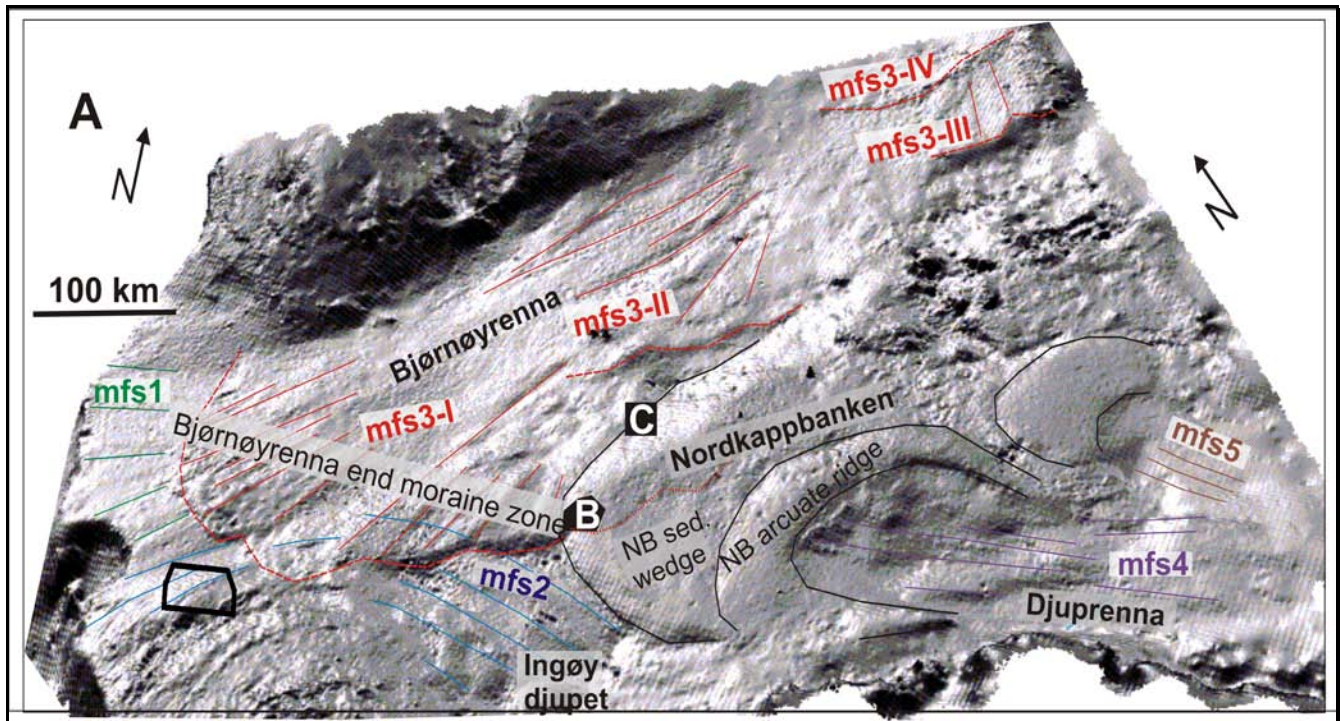 A
N
100 km
mfs3-IV
mfs3-III
N
Bjørnøyrenna
mfs3-II
mfs1
mfs3-I
Bjørnøyrenna end moraine zone
C
B
Nordkappbanken
NB sed.
wedge
NB arcuate ridge
mfs5
mfs2
mfs4
Djuprenna
Ingøy
djupet